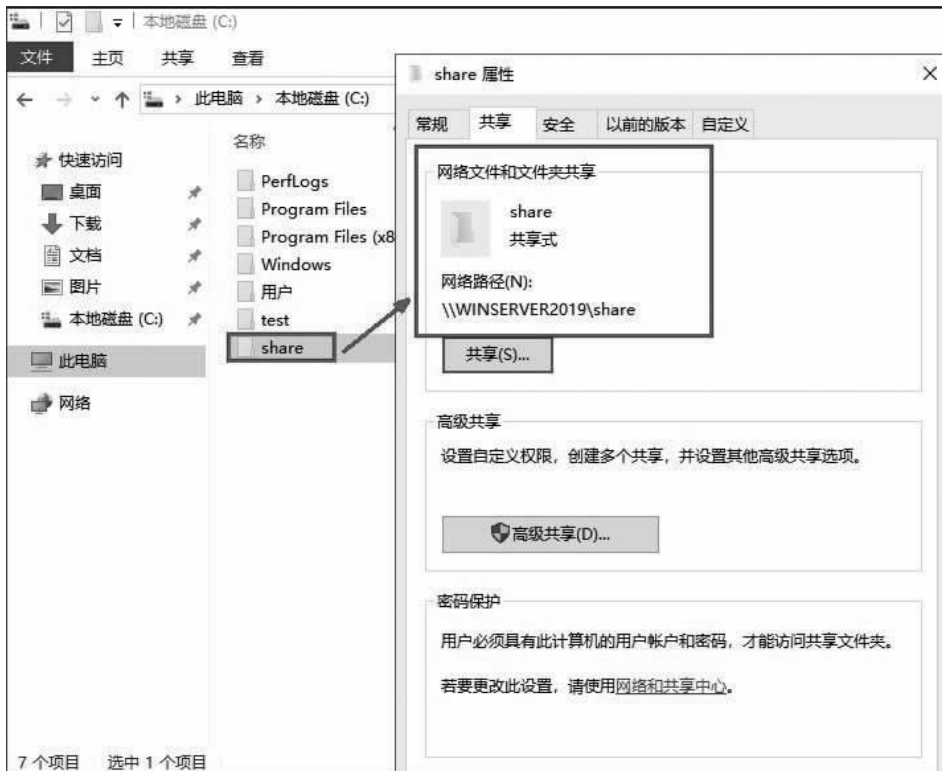 本地磁盘 (C:)
文件 主页 共享 查看
此电脑 › 本地磁盘 (C:)
名称
快速访问
桌面
下载
文档
图片
本地磁盘 (C:)
此电脑
网络
PerfLogs
Program Files
Program Files (x8
Windows
用户
test
share
7 个项目 选中 1 个项目
share 属性
常规 共享 安全 以前的版本 自定义
网络文件和文件夹共享
share
共享式
网络路径(N):
\\WINSERVER2019\share
共享(S)...
高级共享
设置自定义权限，创建多个共享，并设置其他高级共享选项。
高级共享(D)...
密码保护
用户必须具有此计算机的用户帐户和密码，才能访问共享文件夹。
若要更改此设置，请使用网络和共享中心。